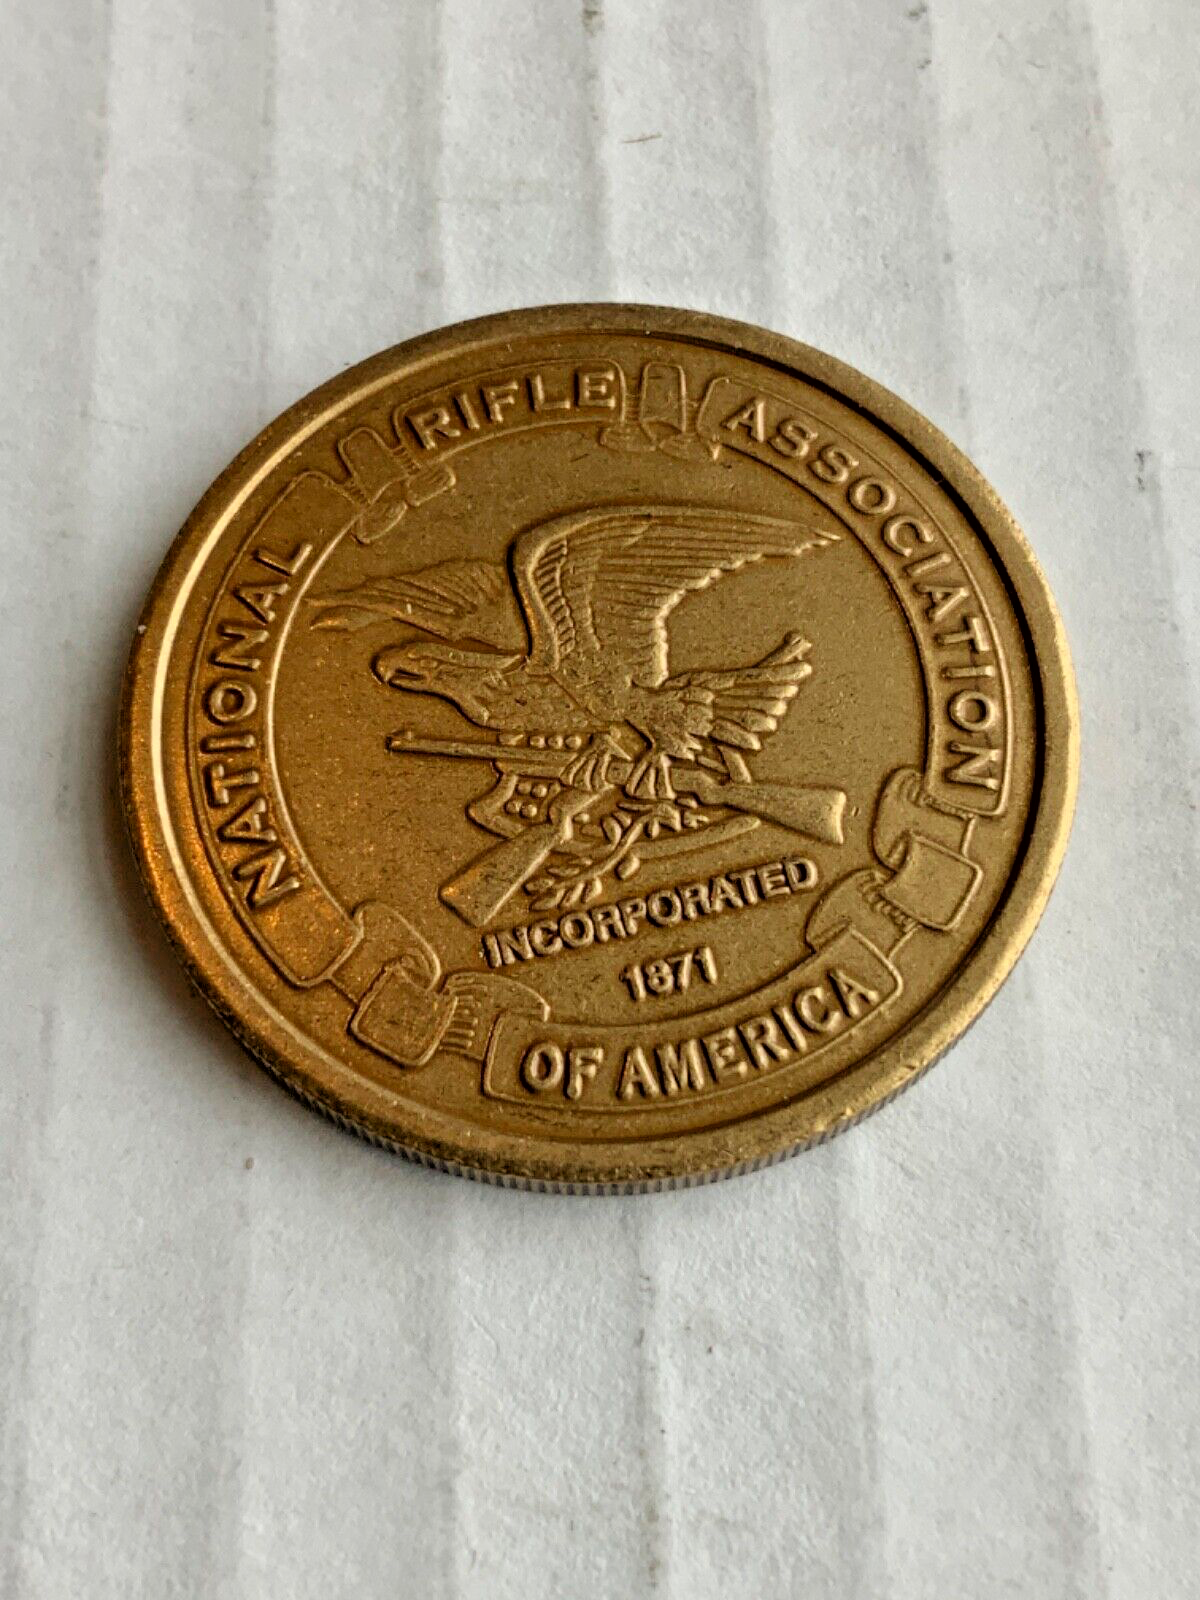 NATIONAL RIFLE ASSOCIATION
INCORPORATED
1871
OF AMERICA